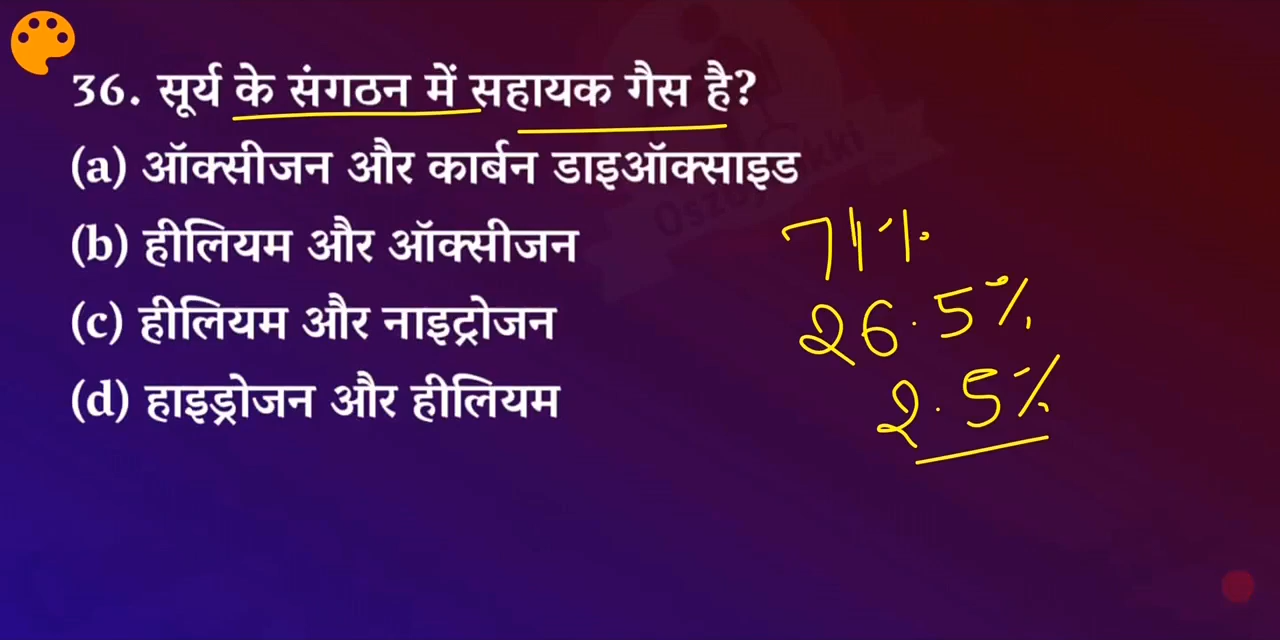 36. सूर्य के संगठन में सहायक गैस है?
(a) ऑक्सीजन और कार्बन डाइऑक्साइड
(b) हीलियम और ऑक्सीजन
(c) हीलियम और नाइट्रोजन
(d) हाइड्रोजन और हीलियम
71%
26.5%
2.5%